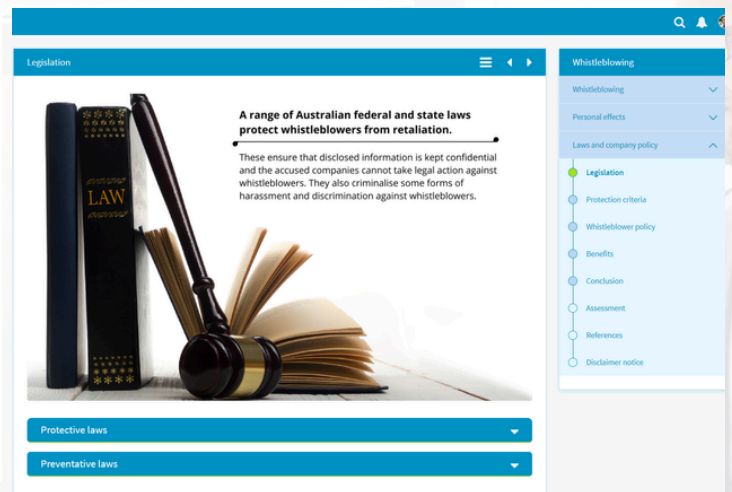 Legislation
A range of Australian federal and state laws
protect whistleblowers from retaliation.
These ensure that disclosed information is kept confidential
and the accused companies cannot take legal action against
whistleblowers. They also criminalise some forms of
harassment and discrimination against whistleblowers.
LAW
Protective laws
Preventative laws
Whistleblowing
Whistleblowing
Personal effects
Laws and company policy
Legislation
Protection criteria
Whistleblower policy
Benefits
Conclusion
Assessment
References
Disclaimer notice